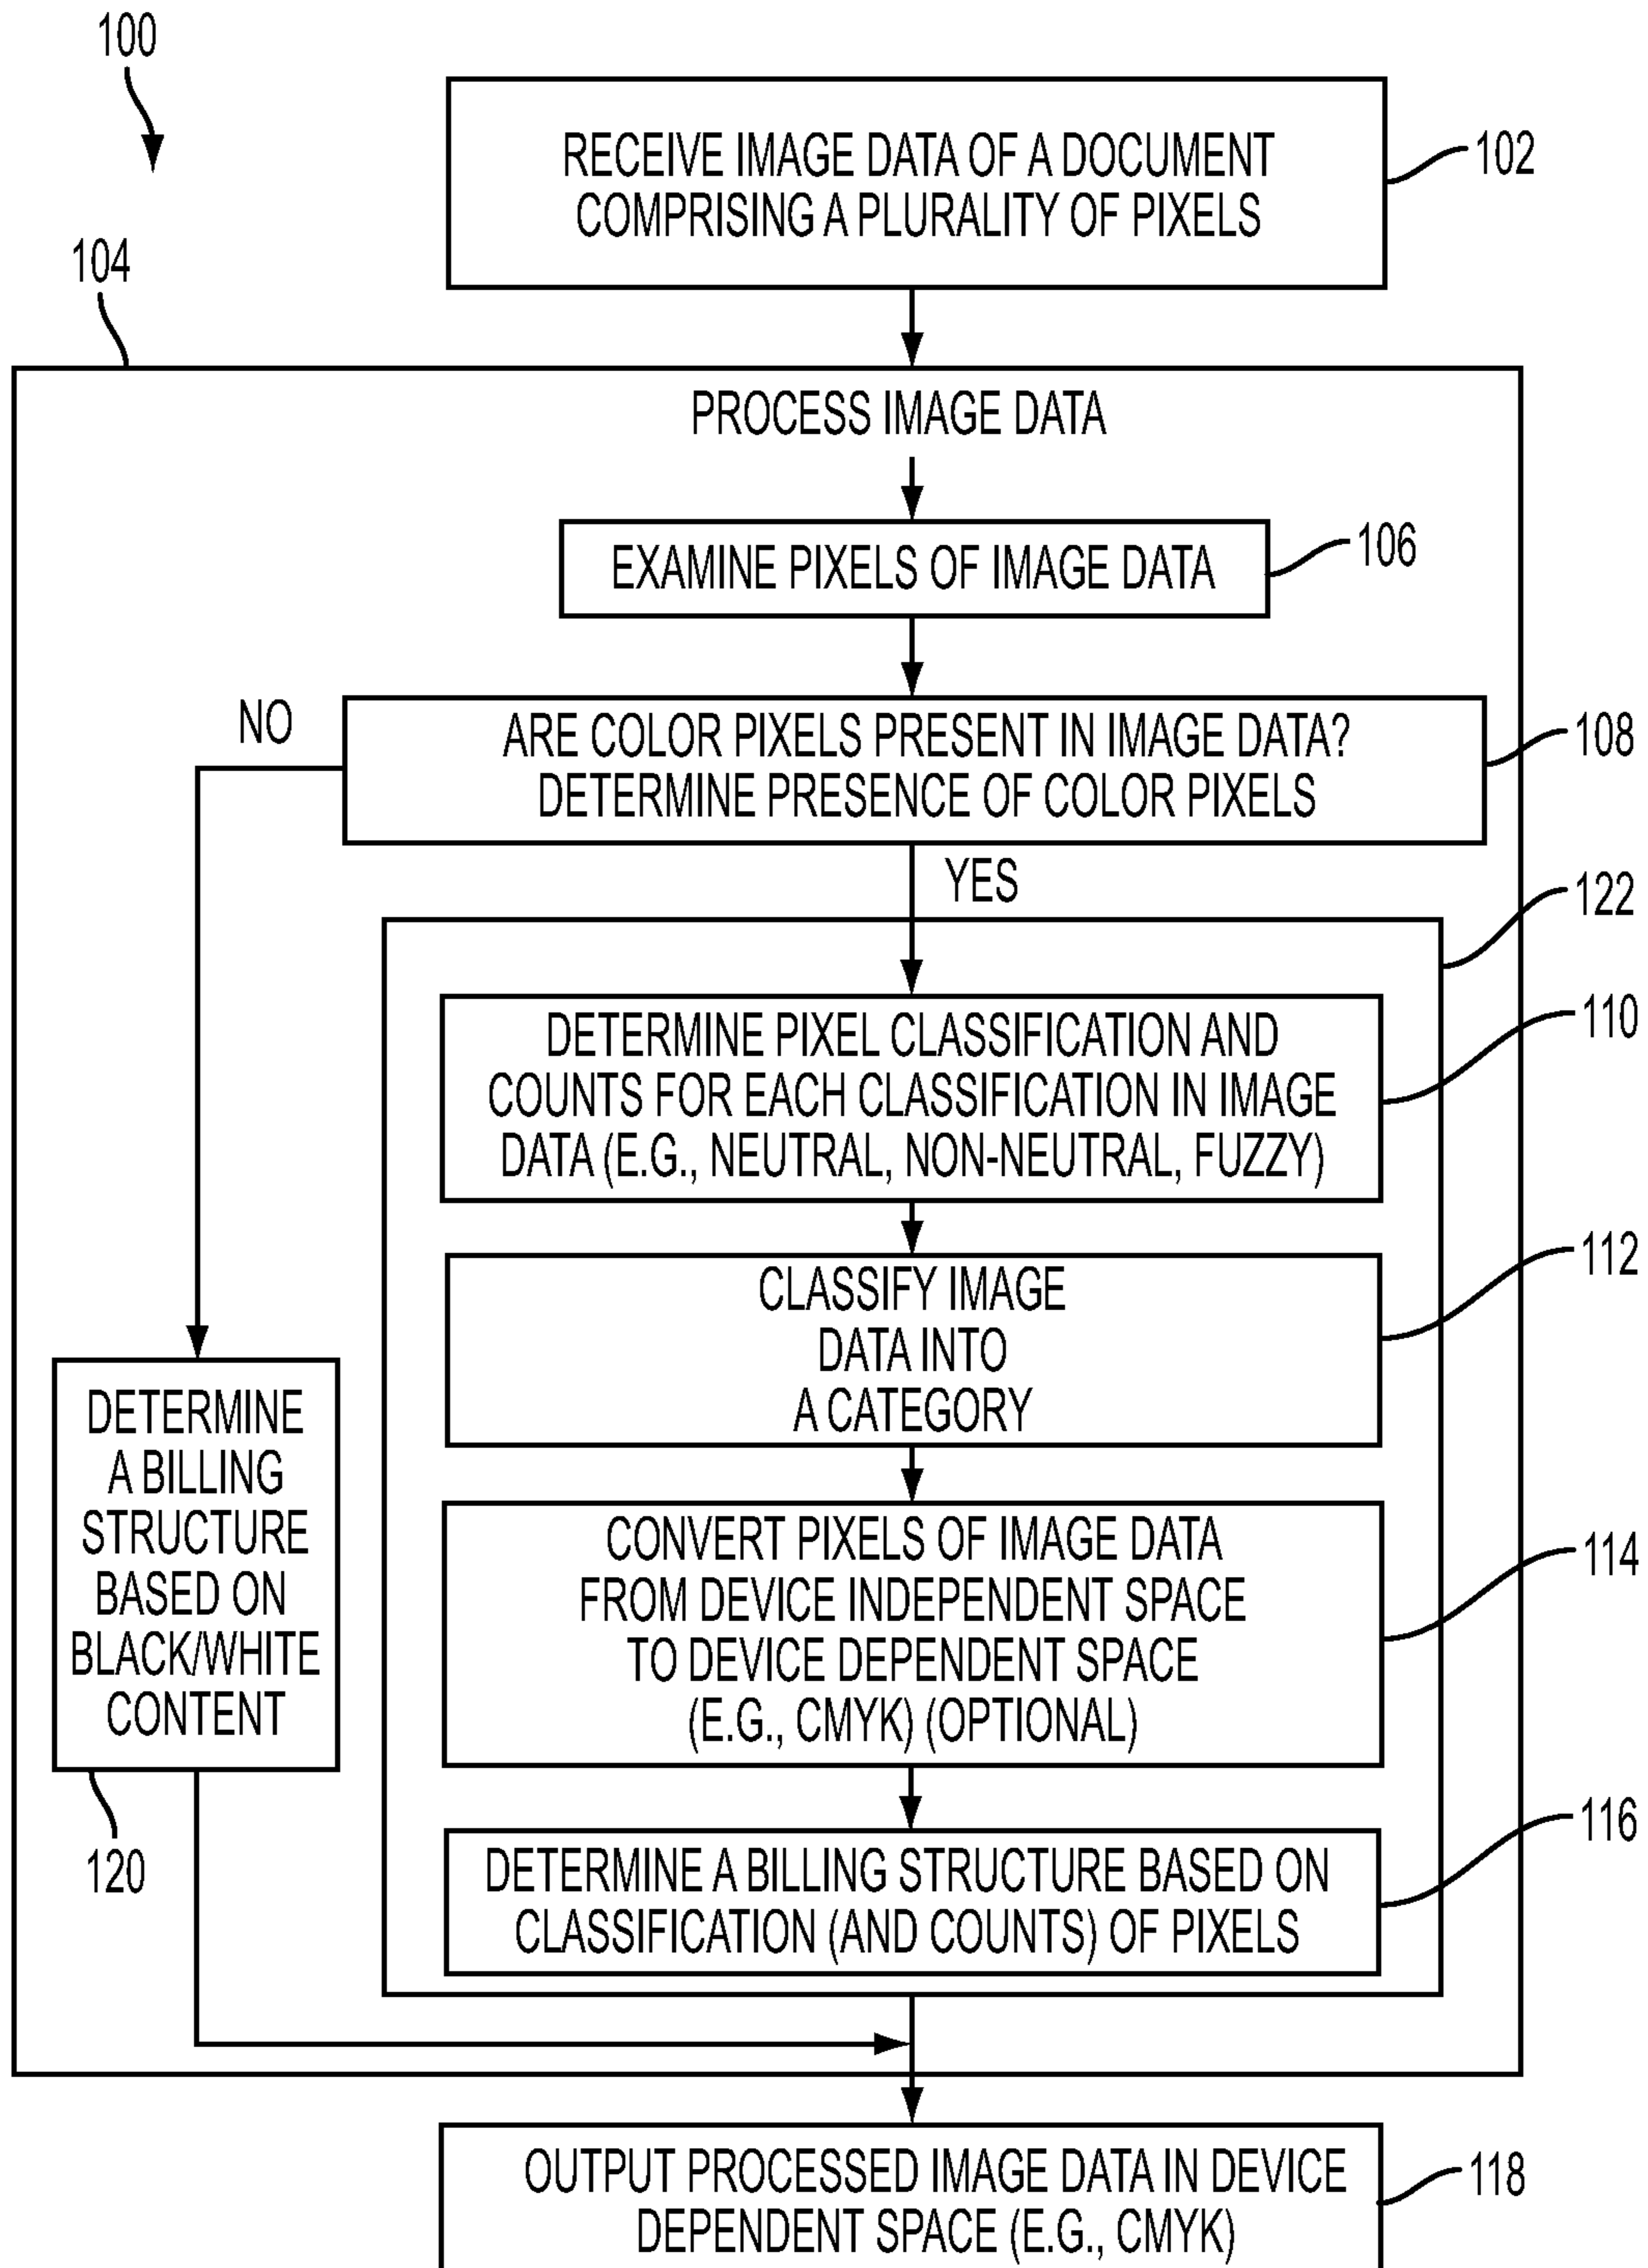 100
RECEIVE IMAGE DATA OF A DOCUMENT
COMPRISING A PLURALITY OF PIXELS
102
104
PROCESS IMAGE DATA
EXAMINE PIXELS OF IMAGE DATA
106
NO
ARE COLOR PIXELS PRESENT IN IMAGE DATA?
DETERMINE PRESENCE OF COLOR PIXELS
108
YES
122
DETERMINE PIXEL CLASSIFICATION AND
COUNTS FOR EACH CLASSIFICATION IN IMAGE
DATA (E.G., NEUTRAL, NON-NEUTRAL, FUZZY)
110
CLASSIFY IMAGE
DATA INTO
A CATEGORY
112
DETERMINE
A BILLING
STRUCTURE
BASED ON
BLACK/WHITE
CONTENT
120
CONVERT PIXELS OF IMAGE DATA
FROM DEVICE INDEPENDENT SPACE
TO DEVICE DEPENDENT SPACE
(E.G., CMYK) (OPTIONAL)
114
DETERMINE A BILLING STRUCTURE BASED ON
CLASSIFICATION (AND COUNTS) OF PIXELS
116
OUTPUT PROCESSED IMAGE DATA IN DEVICE
DEPENDENT SPACE (E.G., CMYK)
118